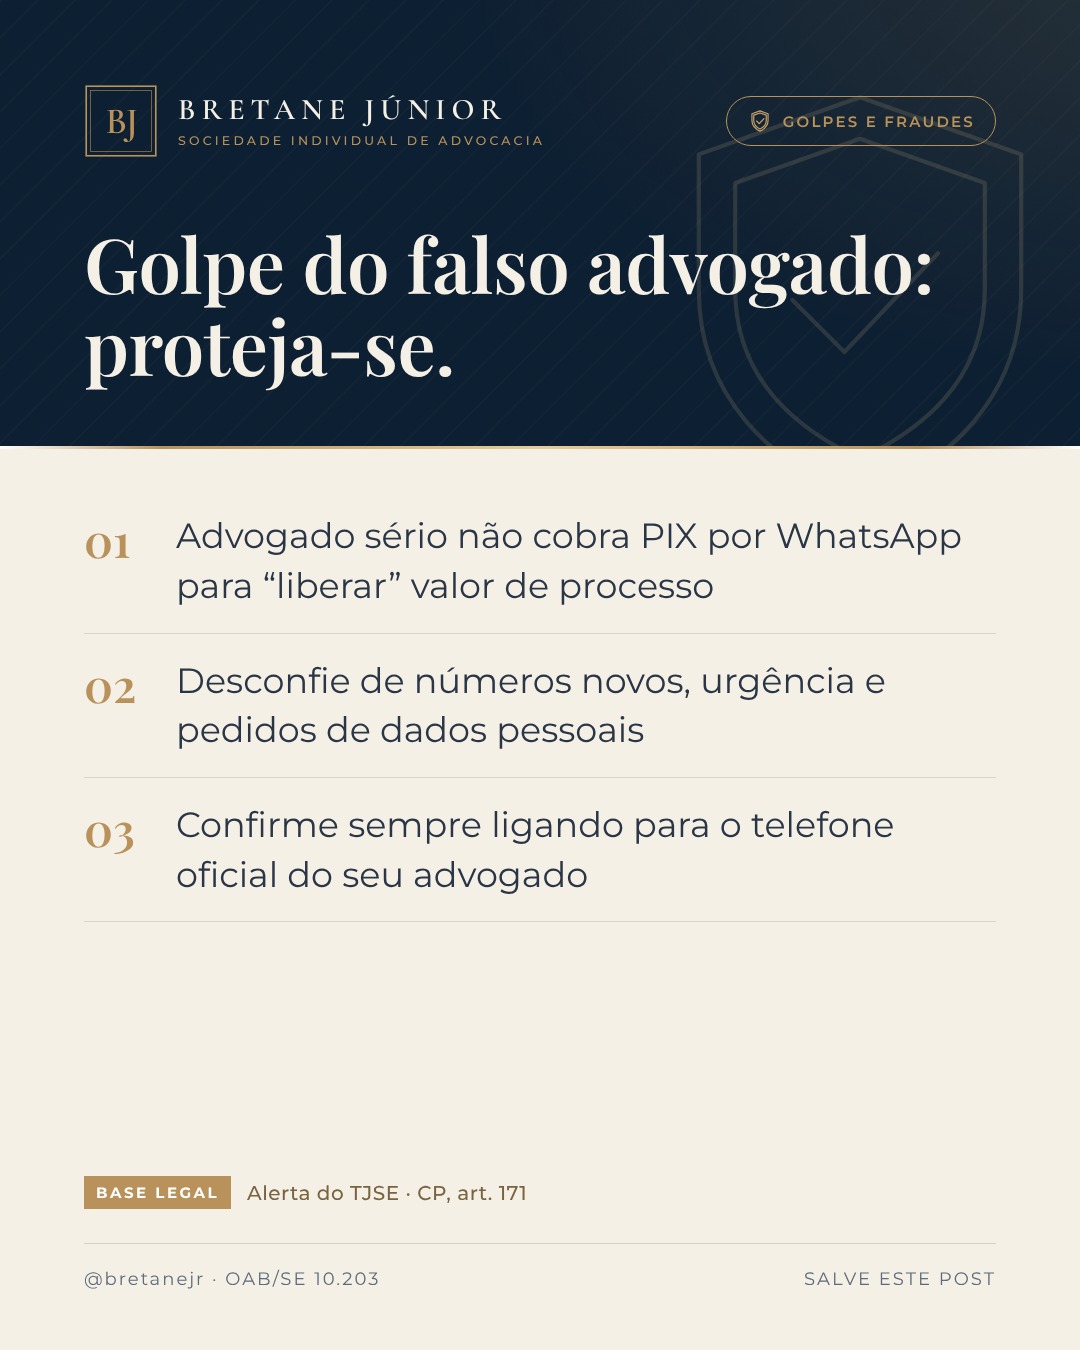 BJ
BRETANE JÚNIOR
SOCIEDADE INDIVIDUAL DE ADVOCACIA
GOLPES E FRAUDES
Golpe do falso advogado:
proteja-se.
01
Advogado sério não cobra PIX por WhatsApp
para “liberar” valor de processo
02
Desconfie de números novos, urgência e
pedidos de dados pessoais
03
Confirme sempre ligando para o telefone
oficial do seu advogado
BASE LEGAL
Alerta do TJSE · CP, art. 171
@bretanejr · OAB/SE 10.203
SALVE ESTE POST